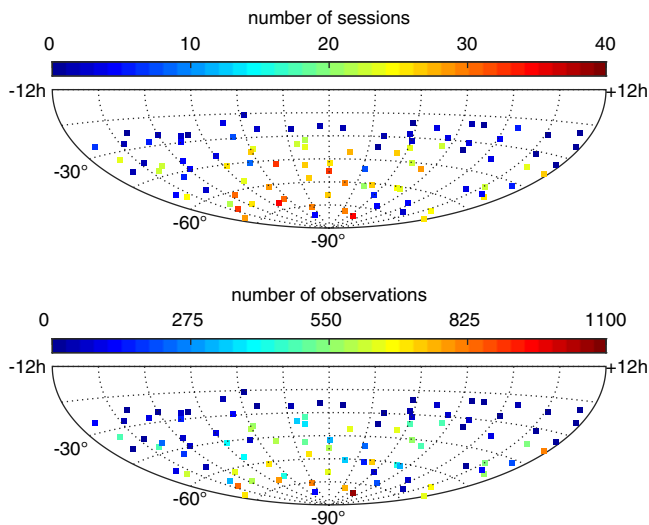 number of sessions
0 10 20 30 40
-12h +12h
-30°
-60°
-90°
number of observations
0 275 550 825 1100
-12h +12h
-30°
-60°
-90°